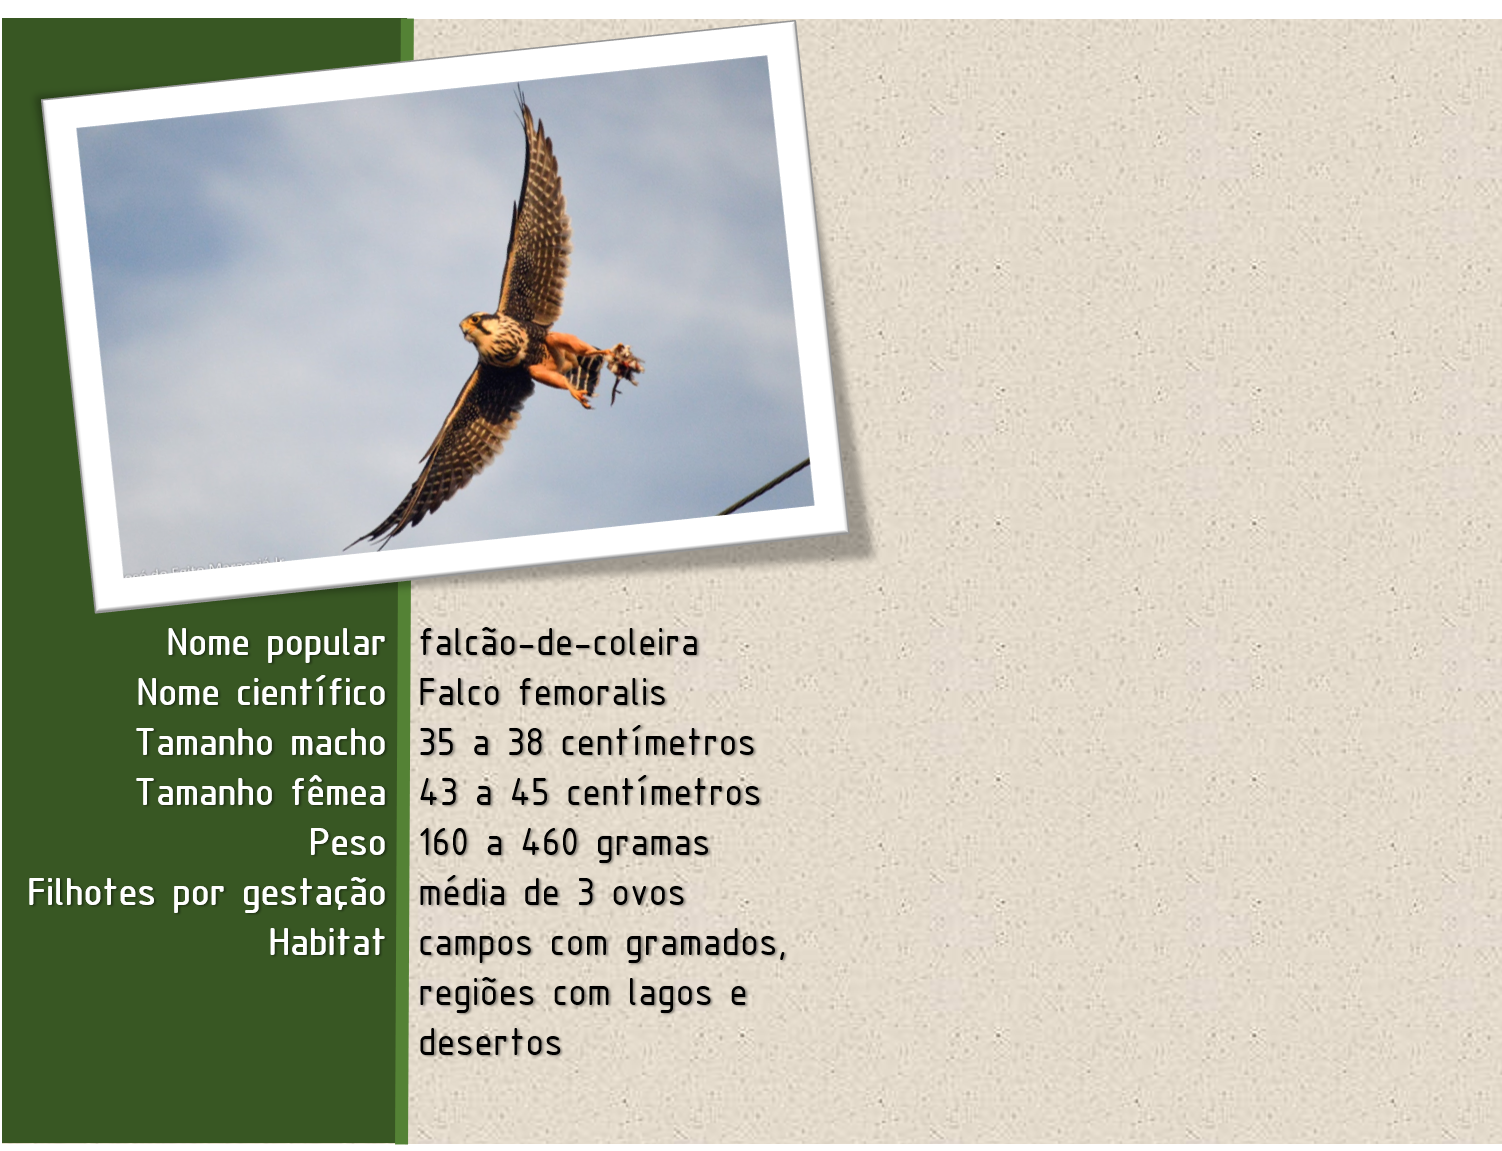 Nome popular falcão-de-coleira
Nome científico Falco femoralis
Tamanho macho 35 a 38 centímetros
Tamanho fêmea 43 a 45 centímetros
Peso 160 a 460 gramas
Filhotes por gestação média de 3 ovos
Habitat campos com gramados,
regiões com lagos e
desertos